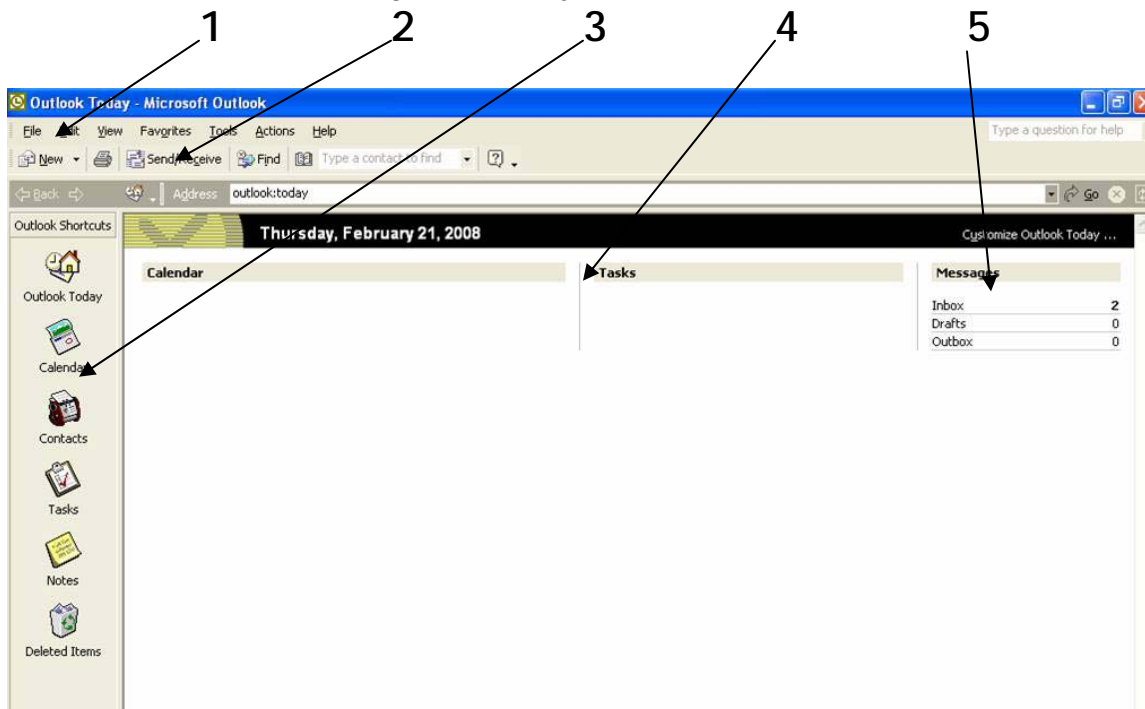 1 2 3 4 5
Outlook Today - Microsoft Outlook
File Edit View Favorites Tools Actions Help Type a question for help
New Send/Receive Find Type a contact to find
Back Address outlook:today Go
Outlook Shortcuts Thursday, February 21, 2008 Customize Outlook Today ...
Calendar Tasks Messages
Outlook Today
Inbox 2
Drafts 0
Outbox 0
Calendar
Contacts
Tasks
Notes
Deleted Items